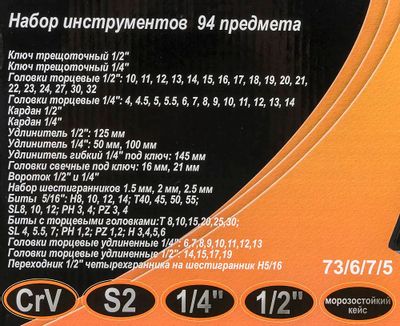 Набор инструментов 94 предмета
Ключ трещоточный 1/2"
Ключ трещоточный 1/4"
Головки торцевые 1/2": 10, 11, 12, 13, 14, 15, 16, 17, 18, 19, 20, 21,
22, 23, 24, 27, 30, 32
Головки торцевые 1/4": 4, 4.5, 5, 5.5, 6, 7, 8, 9, 10, 11, 12, 13, 14
Кардан 1/2"
Кардан 1/4"
Удлинитель 1/2": 125 мм
Удлинитель 1/4": 50 мм, 100 мм
Удлинитель гибкий 1/4" под ключ: 145 мм
Головки свечные под ключ: 16 мм, 21 мм
Вороток 1/2" и 1/4"
Набор шестигранников 1.5 мм, 2 мм, 2.5 мм
Биты 5/16": H8, 10, 12, 14; T40, 45, 50, 55;
SL8, 10, 12; PH 3, 4; PZ 3, 4
Биты с торцевыми головками: T 8,10,15,20,25,30;
SL 4, 5.5, 7; PH 1,2; PZ 1,2; H 3,4,5,6
Головки торцевые удлиненные 1/4": 6,7,8,9,10,11,12,13
Головки торцевые удлиненные 1/2": 14,15,17,19
Переходник 1/2" четырехгранника на шестигранник H5/16
73/6/7/5
CrV S2 1/4" 1/2" морозостойкий
кейс